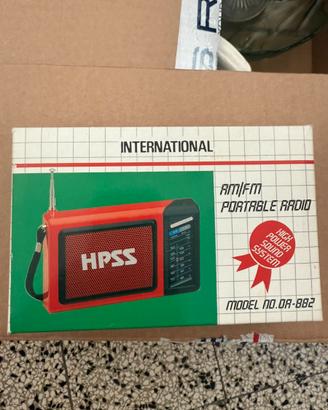 INTERNATIONAL
AM/FM
PORTABLE RADIO
HPSS
HIGH
POWER
SOUND
SYSTEM
MODEL NO.DR-882